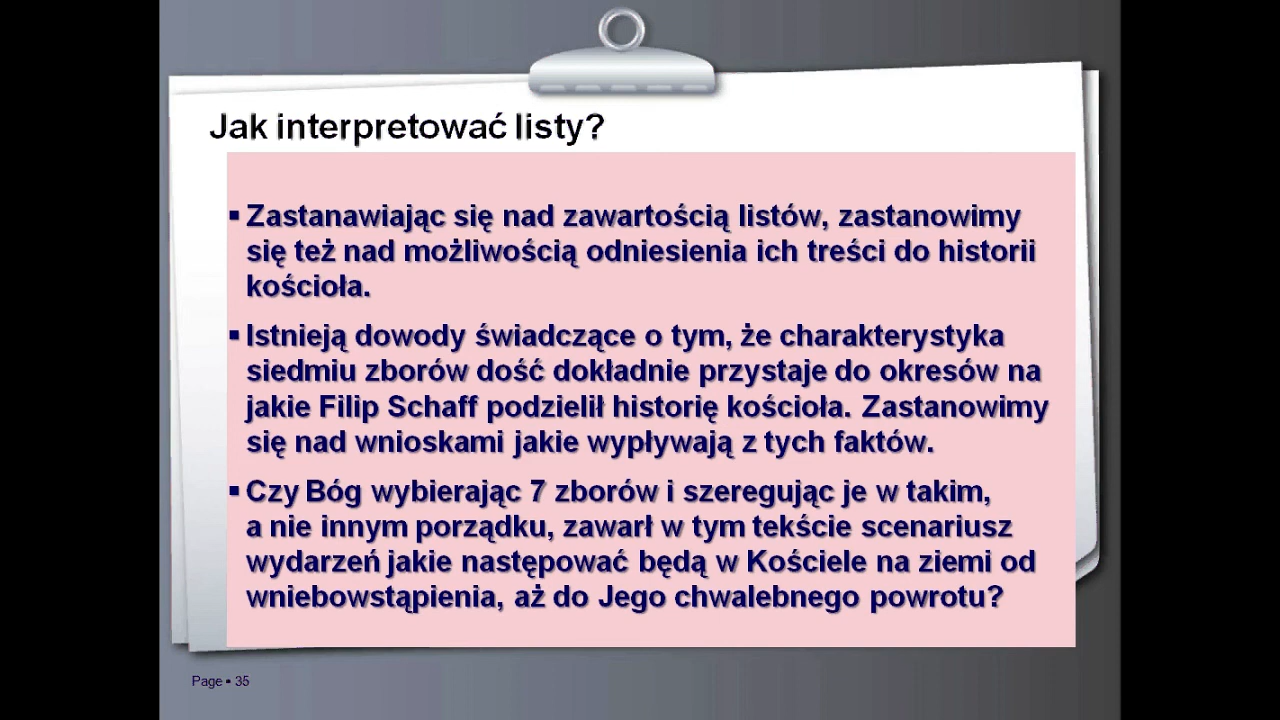 Jak interpretować listy?
▪ Zastanawiając się nad zawartością listów, zastanowimy
się też nad możliwością odniesienia ich treści do historii
kościoła.
▪ Istnieją dowody świadczące o tym, że charakterystyka
siedmiu zborów dość dokładnie przystaje do okresów na
jakie Filip Schaff podzielił historię kościoła. Zastanowimy
się nad wnioskami jakie wypływają z tych faktów.
▪ Czy Bóg wybierając 7 zborów i szeregując je w takim,
a nie innym porządku, zawarł w tym tekście scenariusz
wydarzeń jakie następować będą w Kościele na ziemi od
wniebowstąpienia, aż do Jego chwalebnego powrotu?
Page ▪ 35